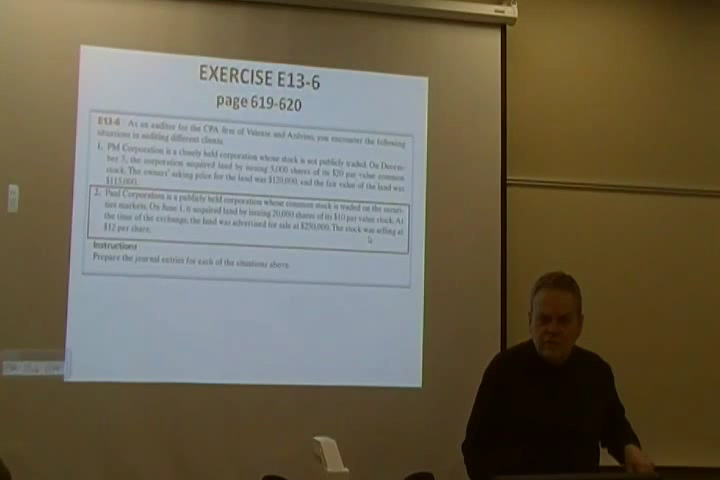 EXERCISE E13-6
page 619-620
E13-6 As an auditor for the CPA firm of and you encounter the following
situations in auditing different clients.
1. PM Corporation is a closely held corporation whose stock is not publicly traded. On Decem-
ber 5, the corporation acquired land by issuing 5,000 shares of its $20 par value common
stock. The owners' asking price for the land was $120,000, and the fair value of the land was
$115,000.
2. Corporation is a publicly held corporation whose common stock is traded on the securi-
ties markets. On June 1, it acquired land by issuing 20,000 shares of its $10 par value stock. At
the time of the exchange, the land was advertised for sale at $250,000. The stock was selling at
$12 per share.
Instructions
Prepare the journal entries for each of the situations above.